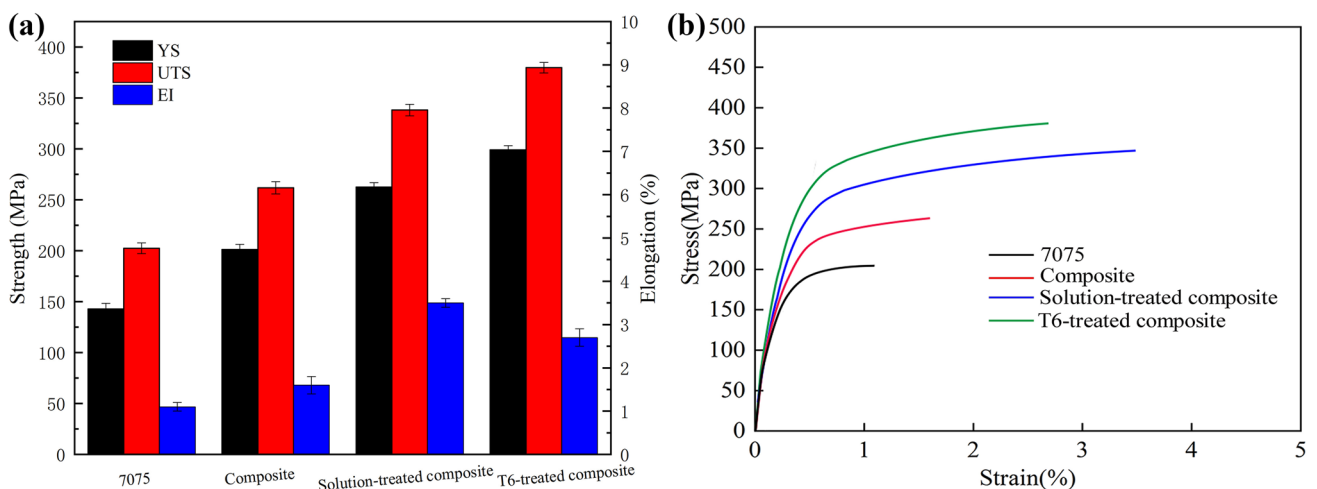 (a)
YS
UTS
EI
Strength (MPa)
400
350
300
250
200
150
100
50
0
10
9
8
7
6
5
4
3
2
1
0
Elongation (%)
7075
Composite
Solution-treated composite
T6-treated composite
(b)
Stress(MPa)
500
450
400
350
300
250
200
150
100
50
0
7075
Composite
Solution-treated composite
T6-treated composite
0
1
2
3
4
5
Strain(%)